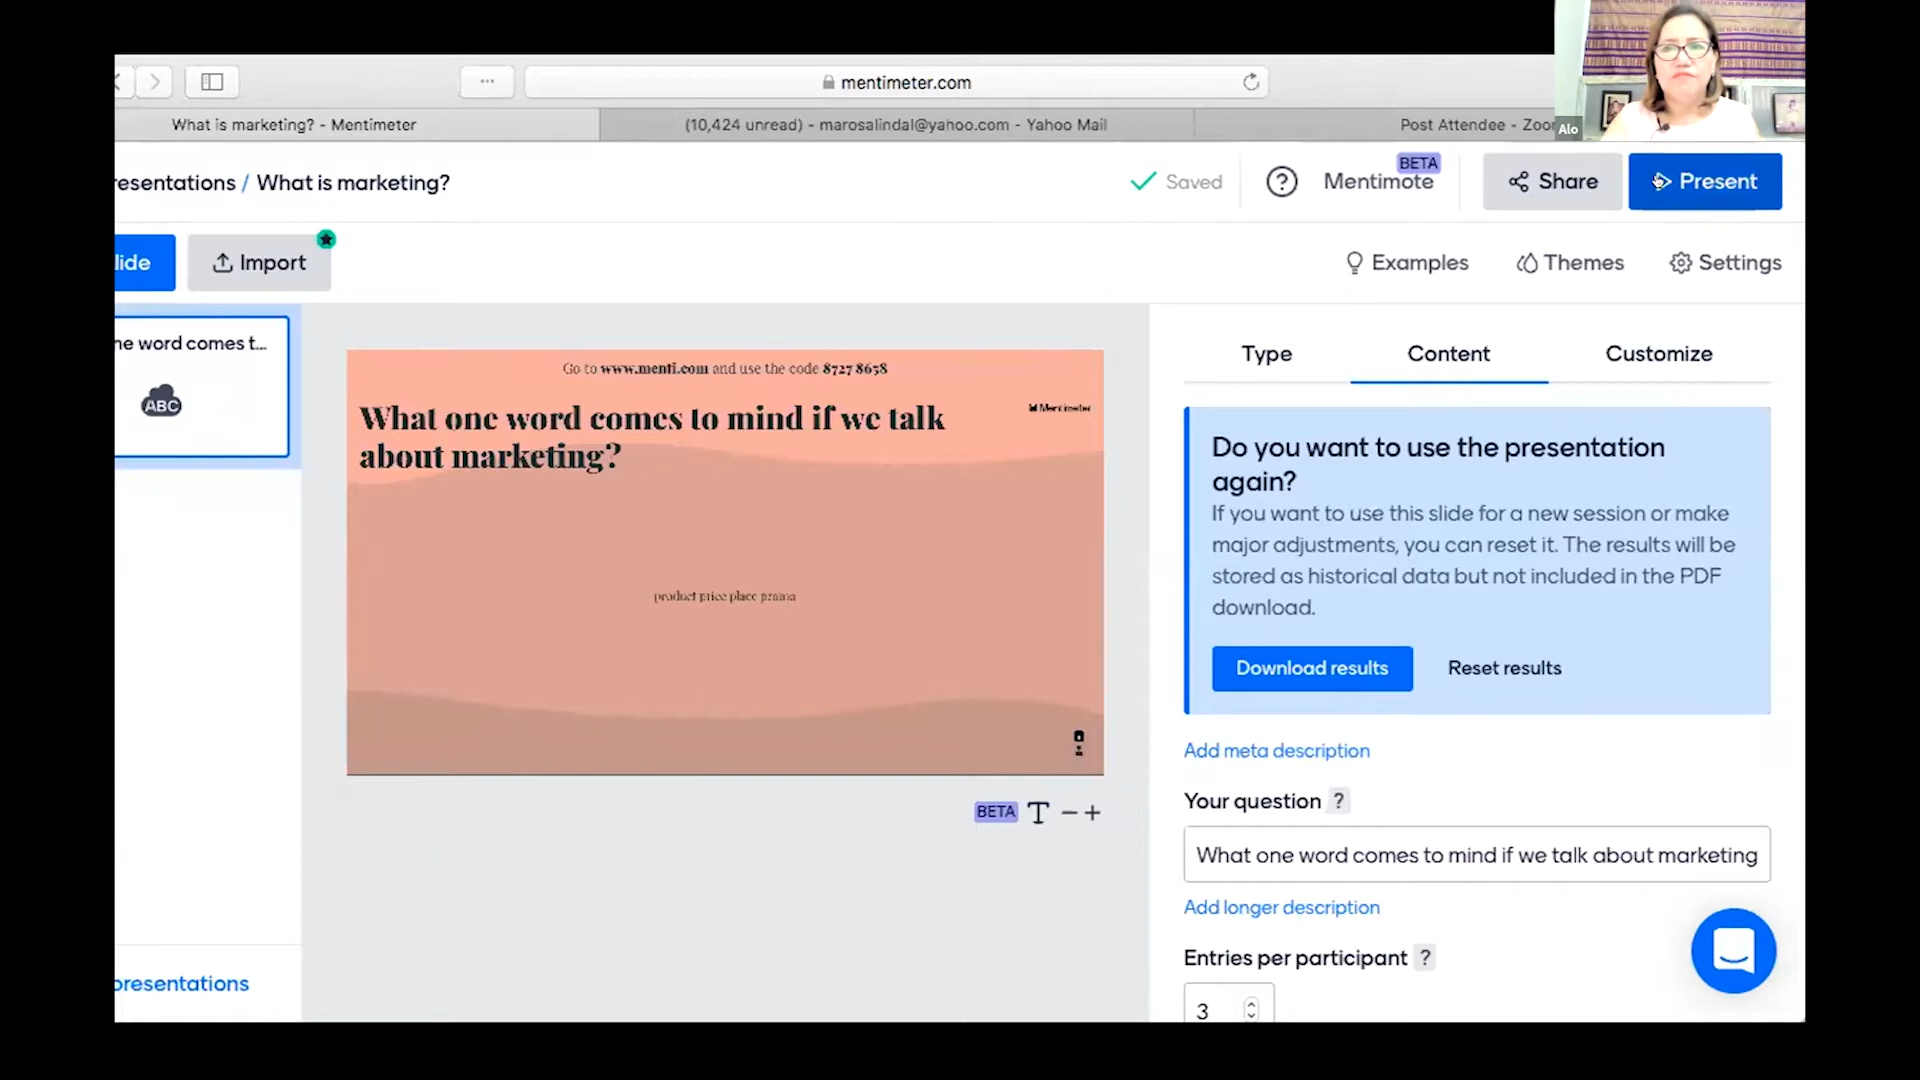 Alo
mentimeter.com
What is marketing? - Mentimeter
(10,424 unread) - marosalindal@yahoo.com - Yahoo Mail
Post Attendee - Zoo
resentations / What is marketing?
Saved
Mentimote
BETA
Share
Present
lide
Import
Examples
Themes
Settings
ne word comes t...
ABC
Go to www.menti.com and use the code 8727 8658
What one word comes to mind if we talk
about marketing?
Mentimeter
product price place promo
BETA T − +
Type
Content
Customize
Do you want to use the presentation
again?
If you want to use this slide for a new session or make
major adjustments, you can reset it. The results will be
stored as historical data but not included in the PDF
download.
Download results
Reset results
Add meta description
Your question ?
What one word comes to mind if we talk about marketing
Add longer description
Entries per participant ?
3
presentations